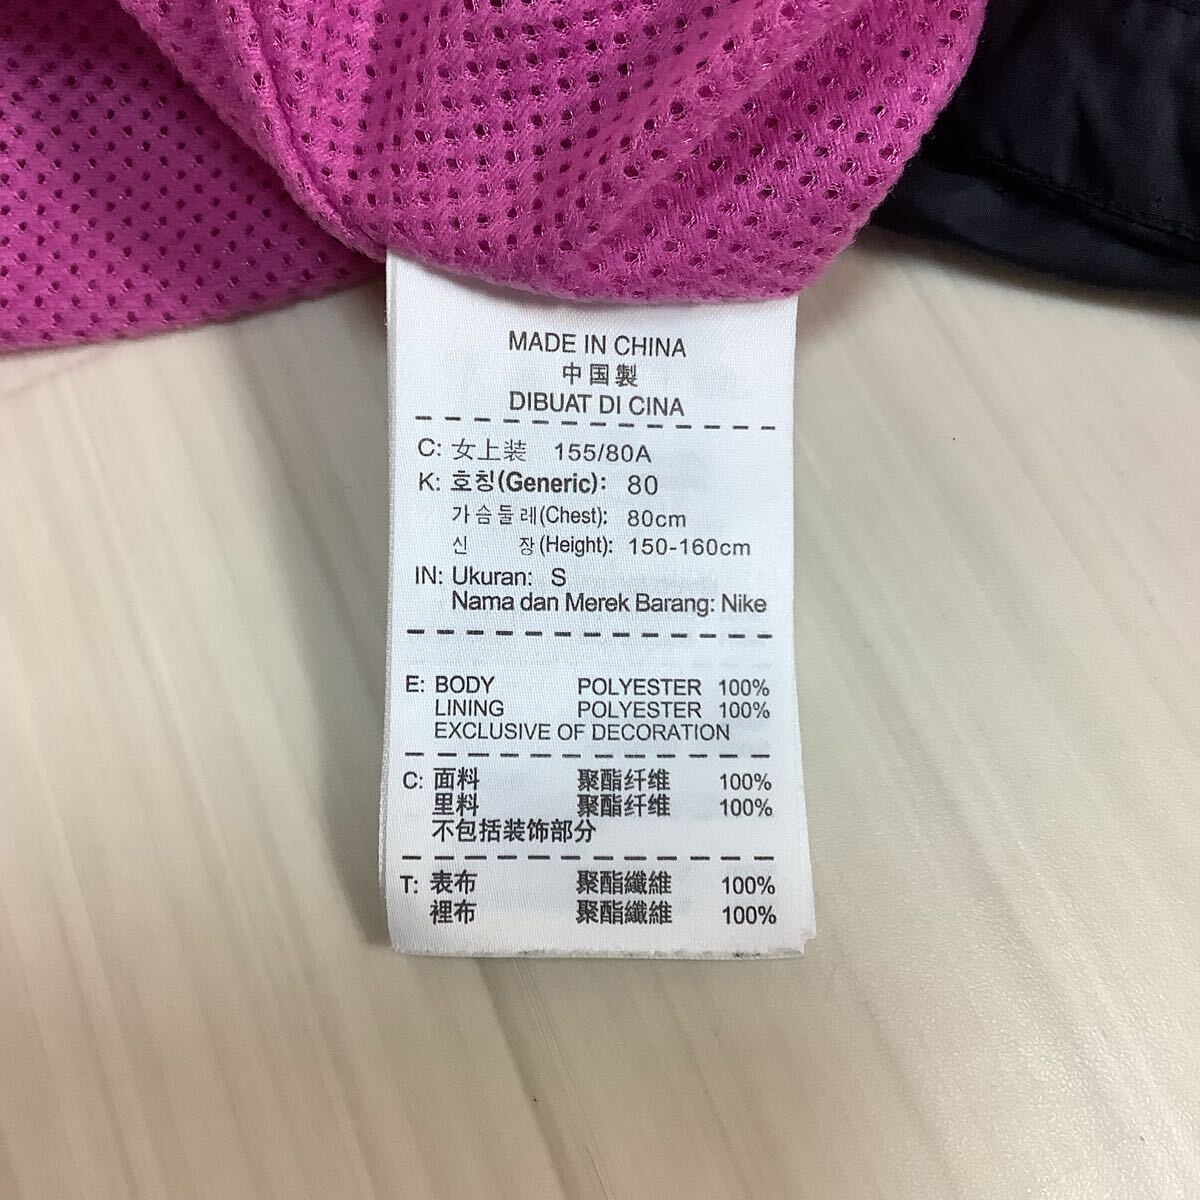 MADE IN CHINA
中国製
DIBUAT DI CINA
C: 女上装 155/80A
K: 호칭(Generic): 80
가슴둘레(Chest): 80cm
신 장(Height): 150-160cm
IN: Ukuran: S
Nama dan Merek Barang: Nike
E: BODY POLYESTER 100%
LINING POLYESTER 100%
EXCLUSIVE OF DECORATION
C: 面料 聚酯纤维 100%
里料 聚酯纤维 100%
不包括装饰部分
T: 表布 聚酯纖維 100%
裡布 聚酯纖維 100%